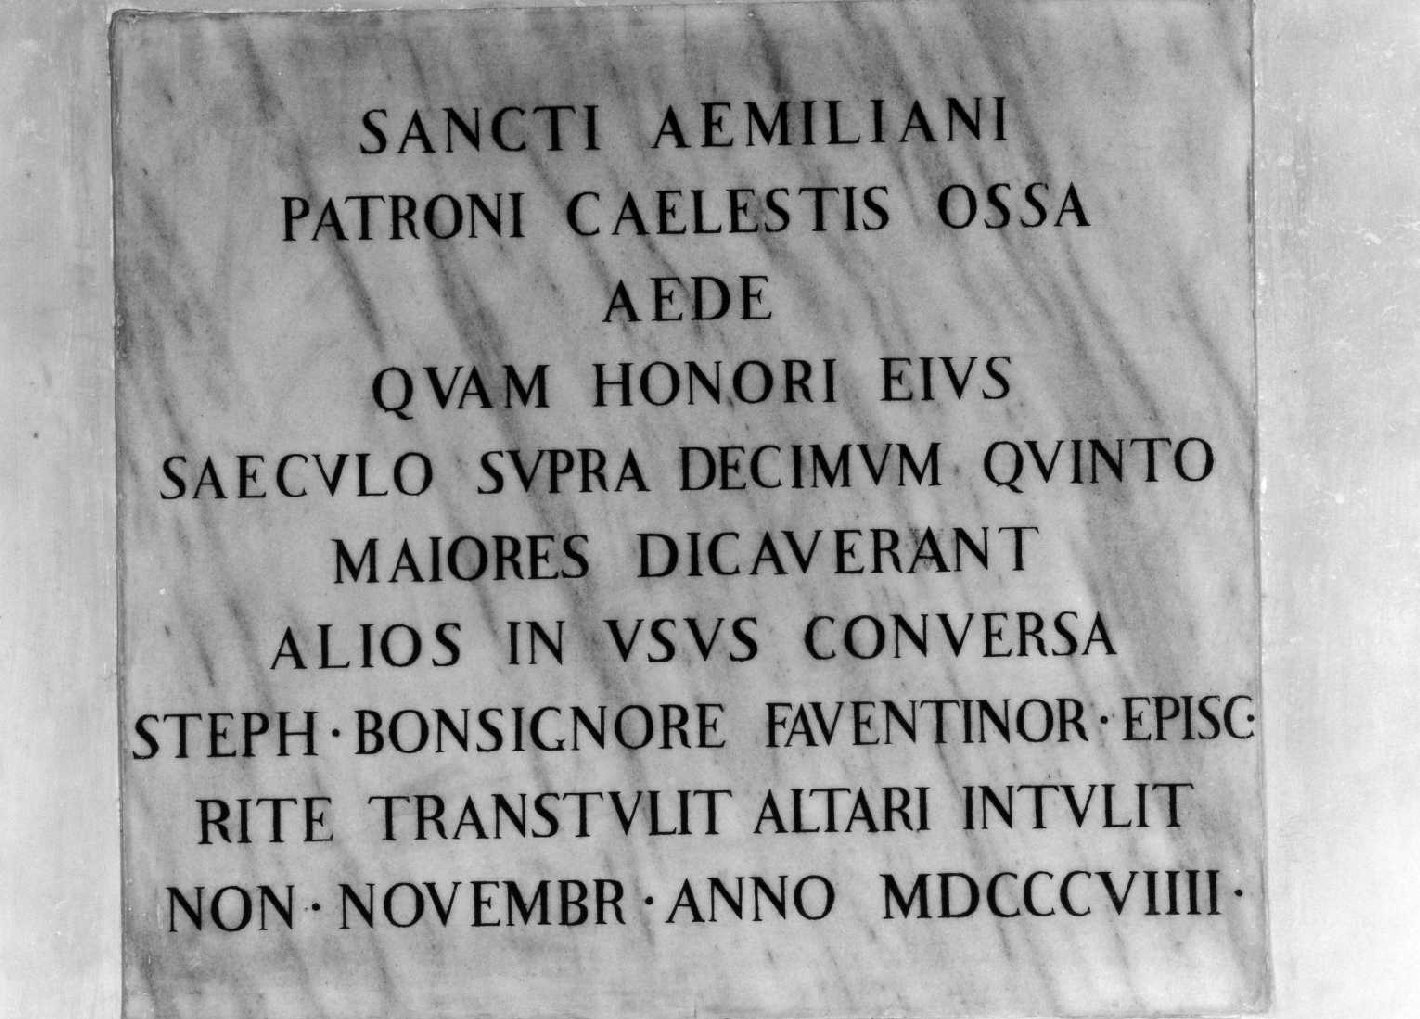 SANCTI AEMILIANI
PATRONI CAELESTIS OSSA
AEDE
QVAM HONORI EIVS
SAECVLO SVPRA DECIMVM QVINTO
MAIORES DICAVERANT
ALIOS IN VSVS CONVERSA
STEPH·BONSIGNORE FAVENTINOR·EPISC·
RITE TRANSTVLIT ALTARI INTVLIT
NON·NOVEMBR·ANNO MDCCCVIIII·